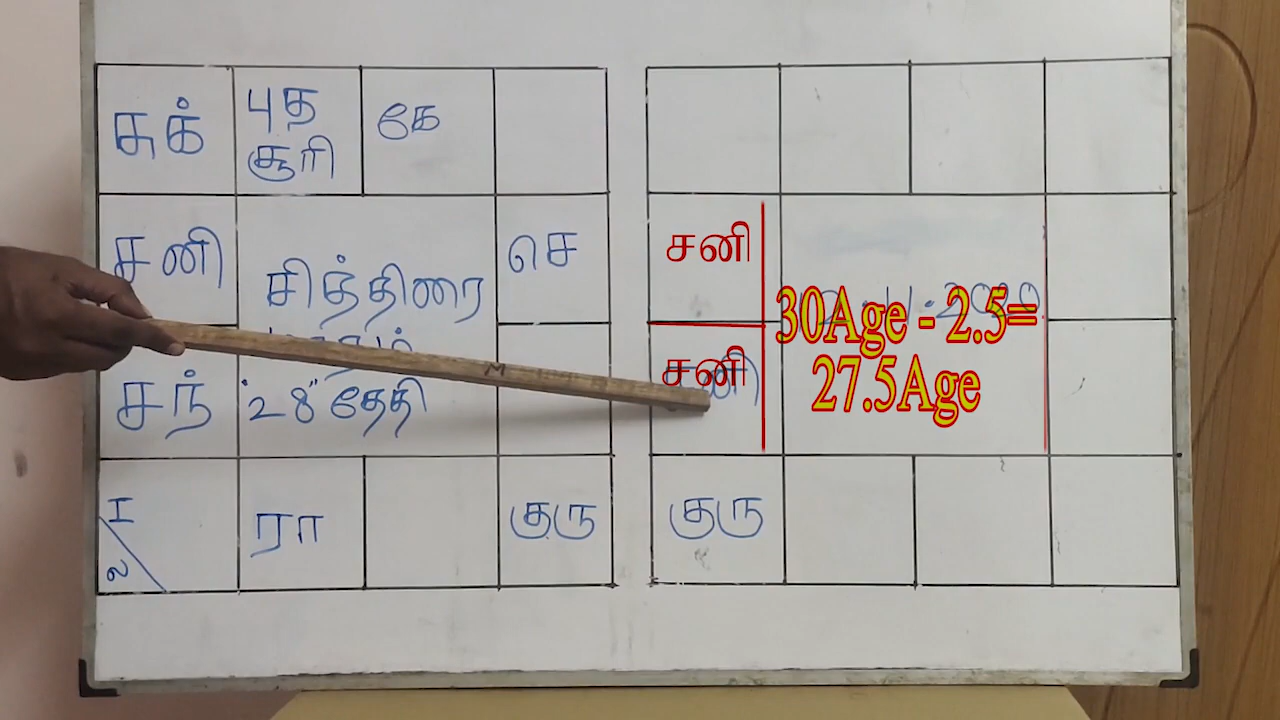 சுக்
புத
சூரி
கே
சனி
சித்திரை
செ
சந்
"28" தேதி
I
ல
ரா
குரு
சனி
30Age - 2.5=
27.5Age
சனி
குரு